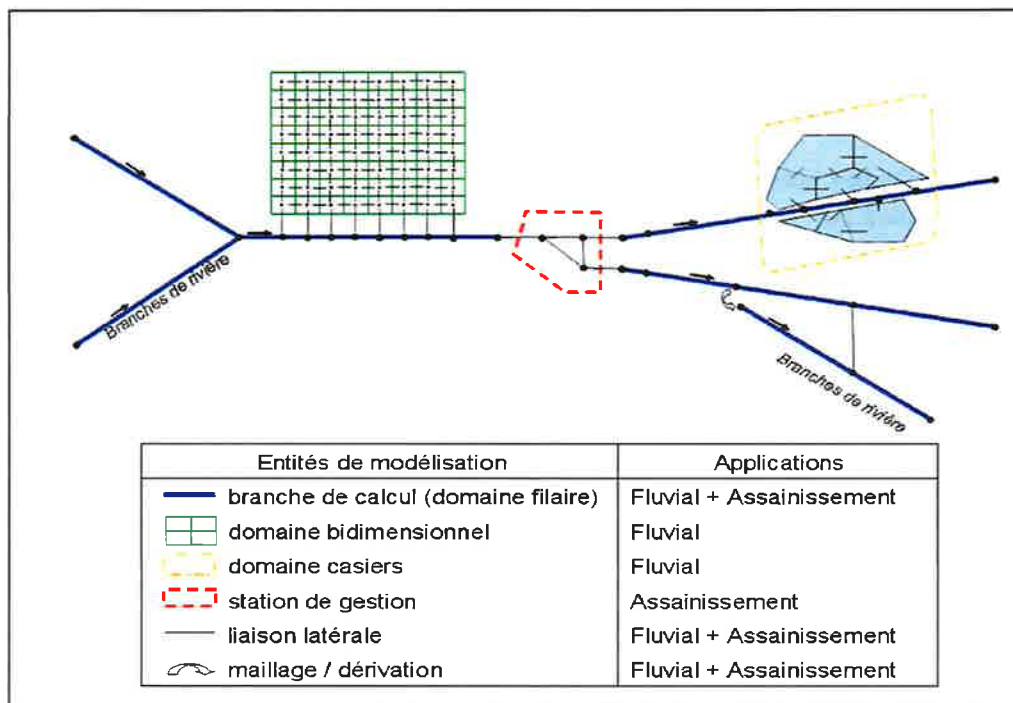 Branches de rivière
Branches de rivière
Entités de modélisation Applications
branche de calcul (domaine filaire) Fluvial + Assainissement
domaine bidimensionnel Fluvial
domaine casiers Fluvial
station de gestion Assainissement
liaison latérale Fluvial + Assainissement
maillage / dérivation Fluvial + Assainissement